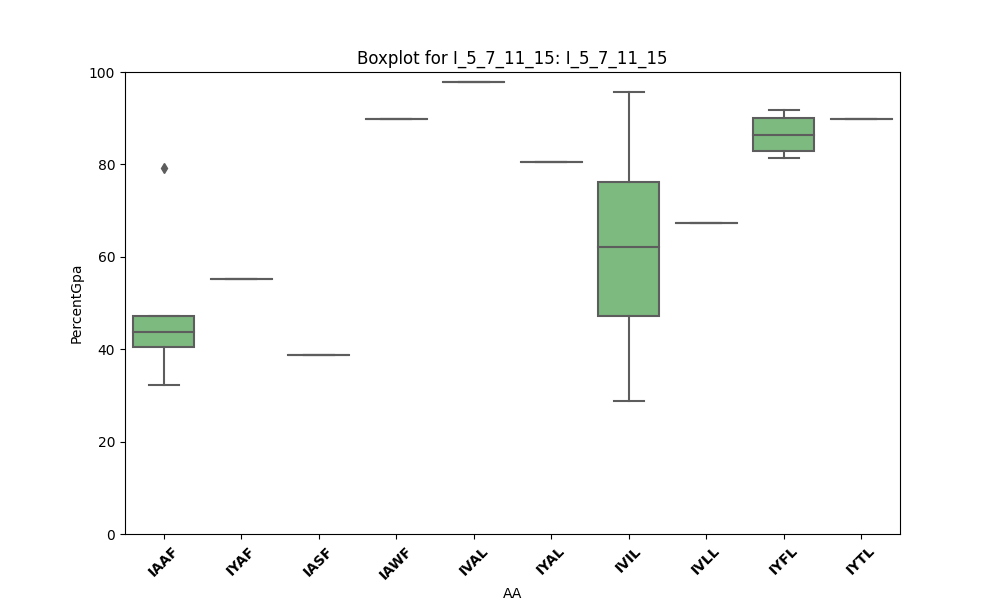 Boxplot for I_5_7_11_15: I_5_7_11_15
PercentGpa
100
80
60
40
20
0
IAAF
IYAF
IASF
IAWF
IVAL
IYAL
IVIL
IVLL
IYFL
IYTL
AA